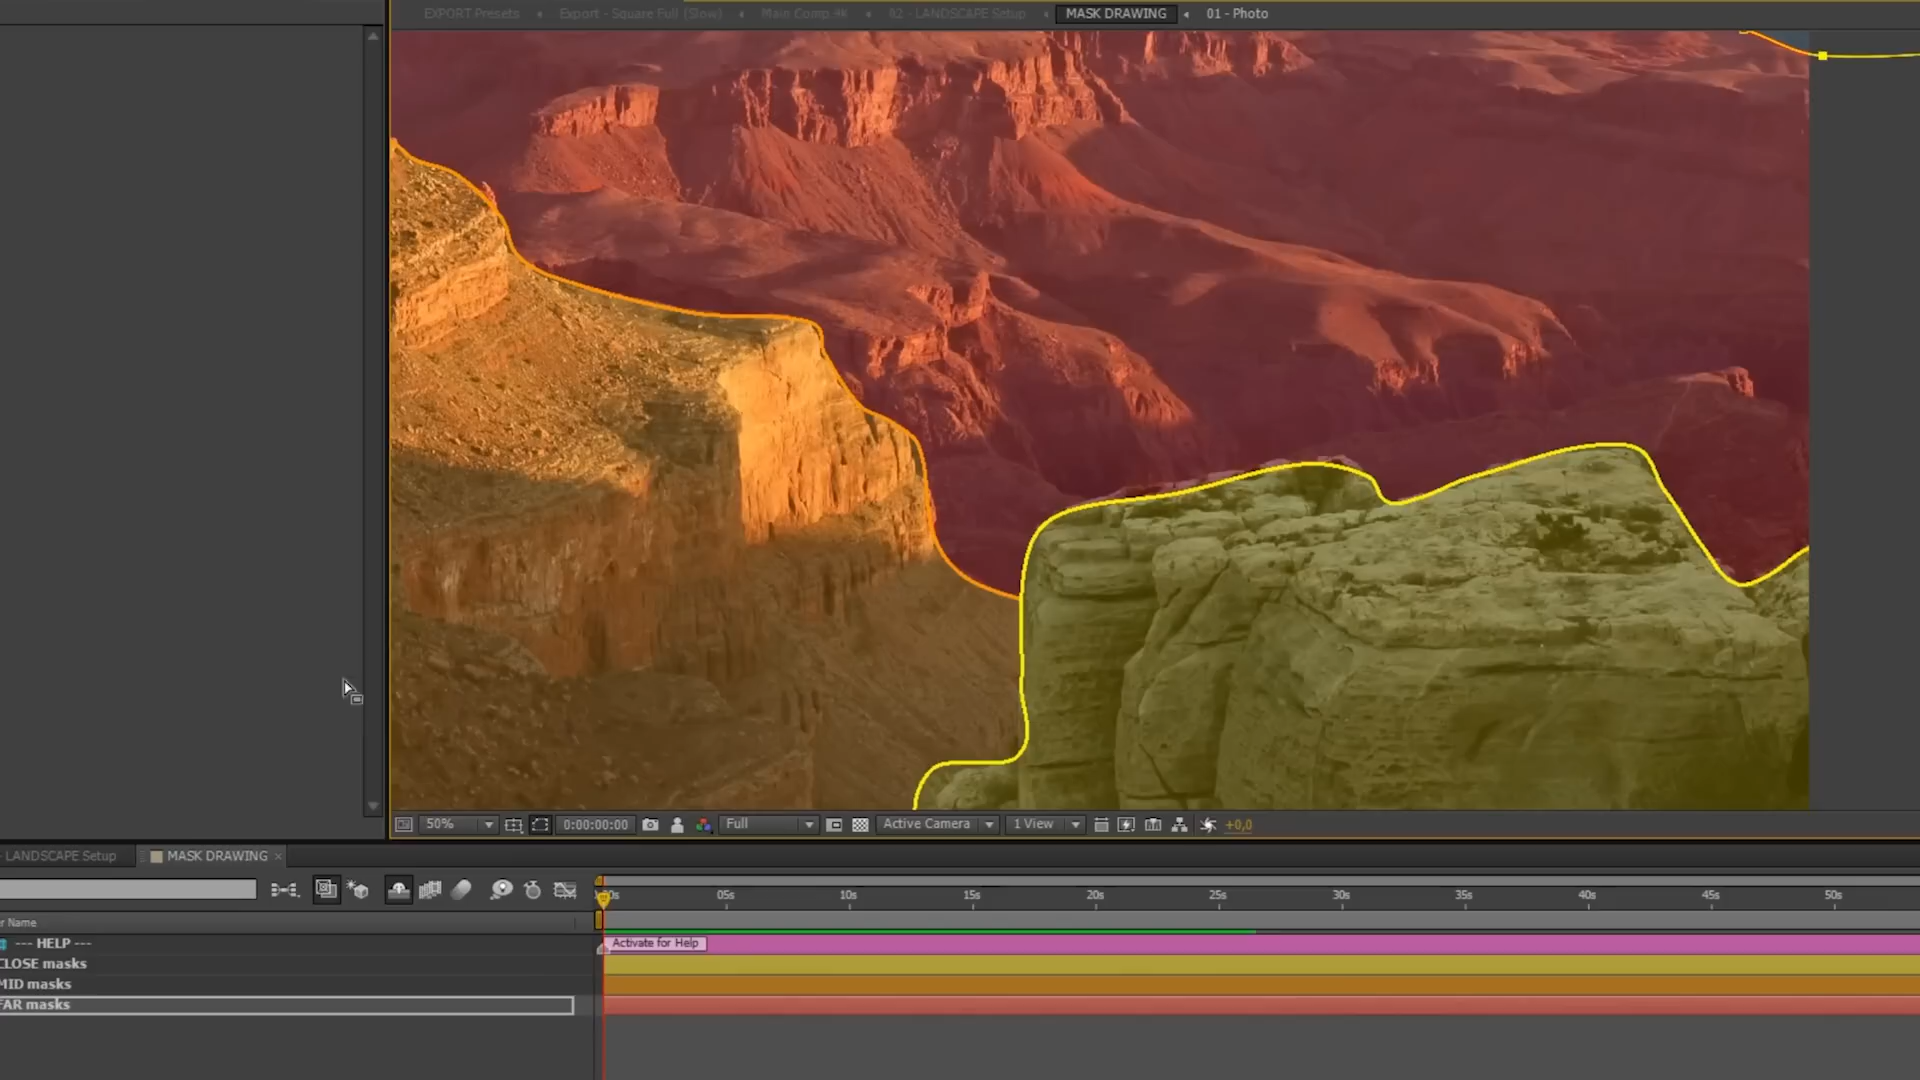 EXPORT Presets
Export - Square Full (Slow)
Main Comp 4K
02 - LANDSCAPE Setup
MASK DRAWING
01 - Photo
50%
0:00:00:00
Full
Active Camera
1 View
+0,0
LANDSCAPE Setup
MASK DRAWING
00s 05s 10s 15s 20s 25s 30s 35s 40s 45s 50s
r Name
--- HELP ---
Activate for Help
CLOSE masks
MID masks
FAR masks